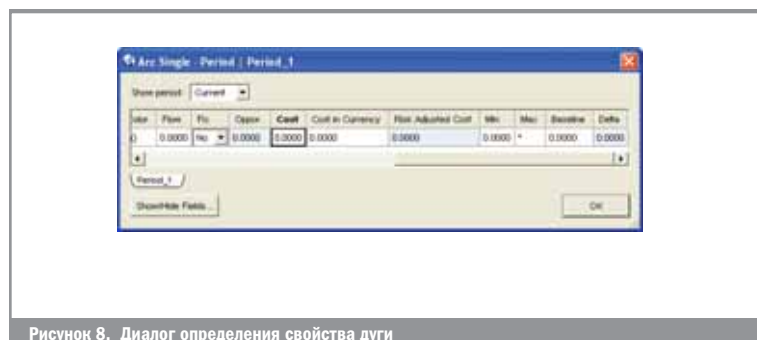 Arc Single - Period | Period_1
Show period: Current
Flow Fix Oppor Cost Cost in Currency Risk Adjusted Cost Min Max Baseline Delta
0.0000 No 0.0000 0.0000 0.0000 0.0000 0.0000 * 0.0000 0.0000
Period_1
Show/Hide Fields... OK
Рисунок 8. Диалог определения свойства дуги